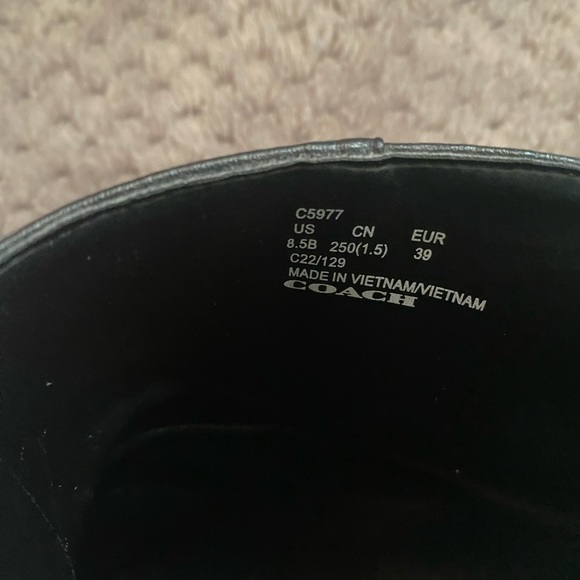 C5977
US CN EUR
8.5B 250(1.5) 39
C22/129
MADE IN VIETNAM/VIETNAM
COACH